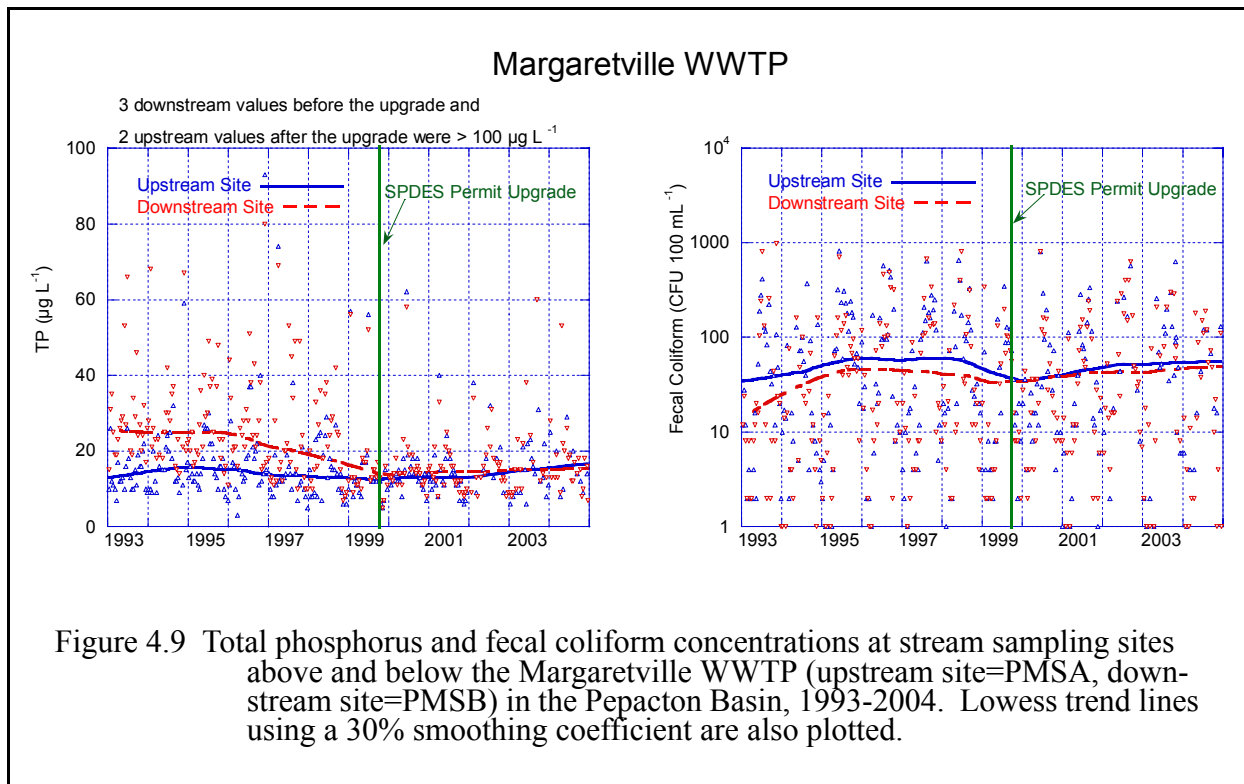 Margaretville WWTP
3 downstream values before the upgrade and
2 upstream values after the upgrade were > 100 µg L⁻¹
100
80
60
40
20
0
TP (µg L⁻¹)
Upstream Site
Downstream Site
SPDES Permit Upgrade
1993 1995 1997 1999 2001 2003
10⁴
1000
100
10
1
Fecal Coliform (CFU 100 mL⁻¹)
Upstream Site
Downstream Site
SPDES Permit Upgrade
1993 1995 1997 1999 2001 2003
Figure 4.9 Total phosphorus and fecal coliform concentrations at stream sampling sites
above and below the Margaretville WWTP (upstream site=PMSA, down-
stream site=PMSB) in the Pepacton Basin, 1993-2004. Lowess trend lines
using a 30% smoothing coefficient are also plotted.